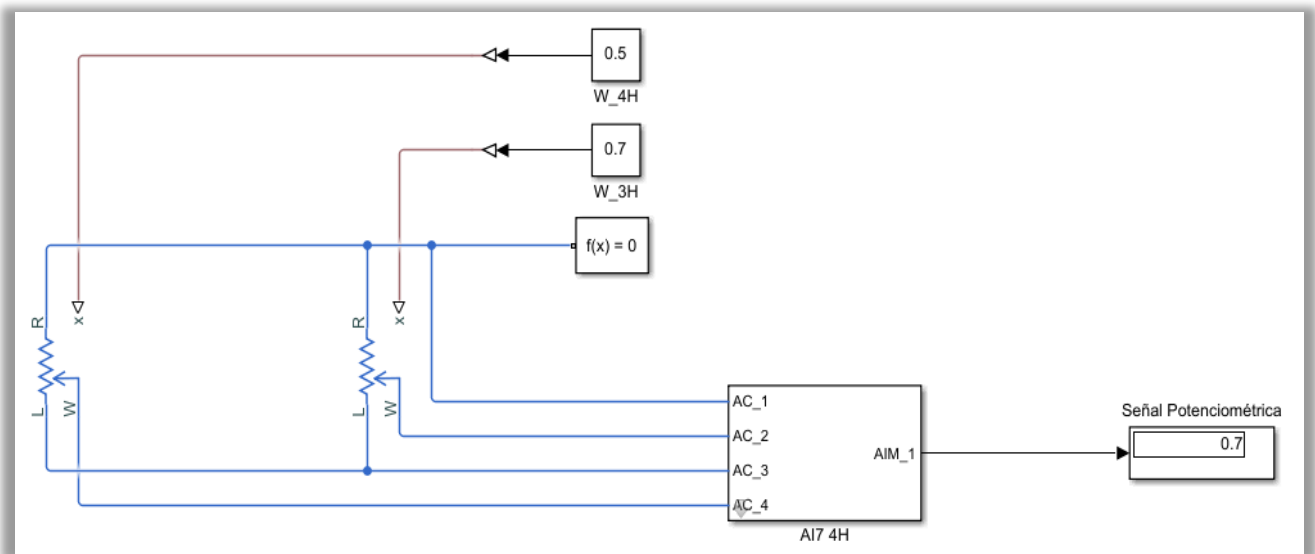 0.5
W_4H
0.7
W_3H
f(x) = 0
R
x
R
x
L
W
L
W
AC_1
AC_2
AC_3
AC_4
AIM_1
AI7 4H
Señal Potenciométrica
0.7